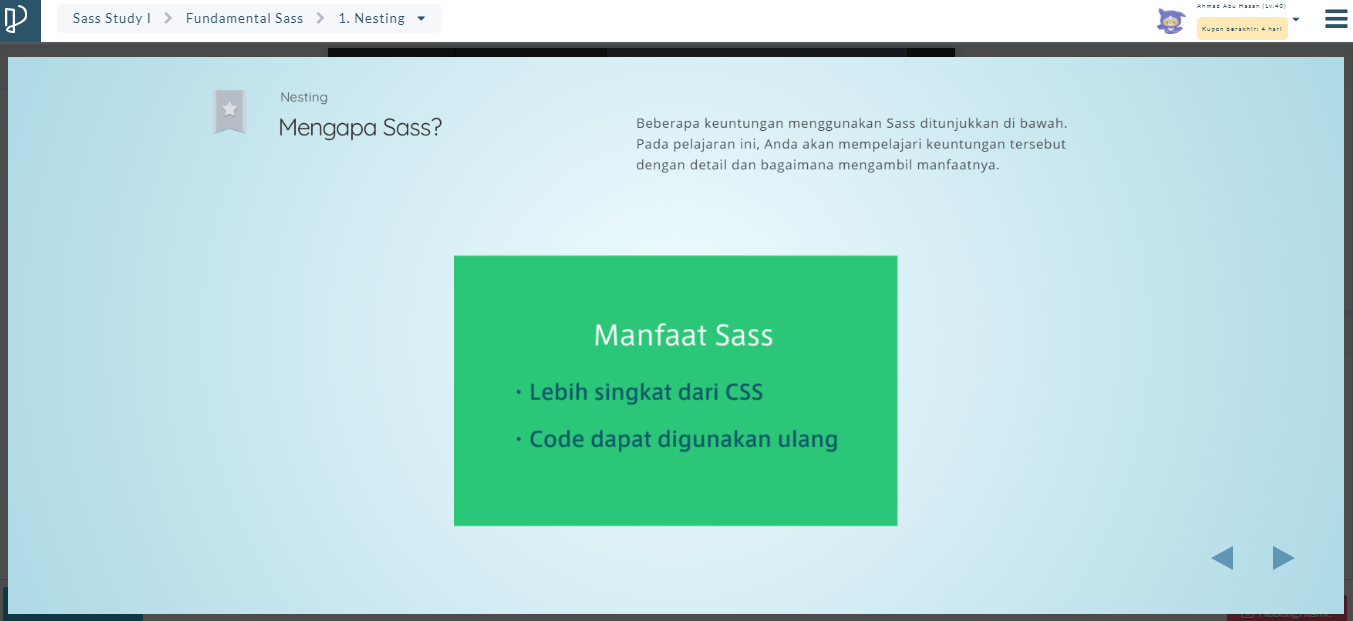 Sass Study I
Fundamental Sass
1. Nesting
Ahmad Abu Hasan (Lv.40)
Kupon berakhir: 4 hari
Nesting
Mengapa Sass?
Beberapa keuntungan menggunakan Sass ditunjukkan di bawah.
Pada pelajaran ini, Anda akan mempelajari keuntungan tersebut
dengan detail dan bagaimana mengambil manfaatnya.
Manfaat Sass
· Lebih singkat dari CSS
· Code dapat digunakan ulang